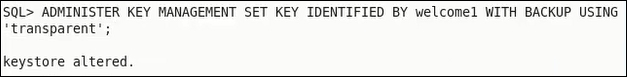 SQL> ADMINISTER KEY MANAGEMENT SET KEY IDENTIFIED BY welcome1 WITH BACKUP USING
'transparent';
keystore altered.